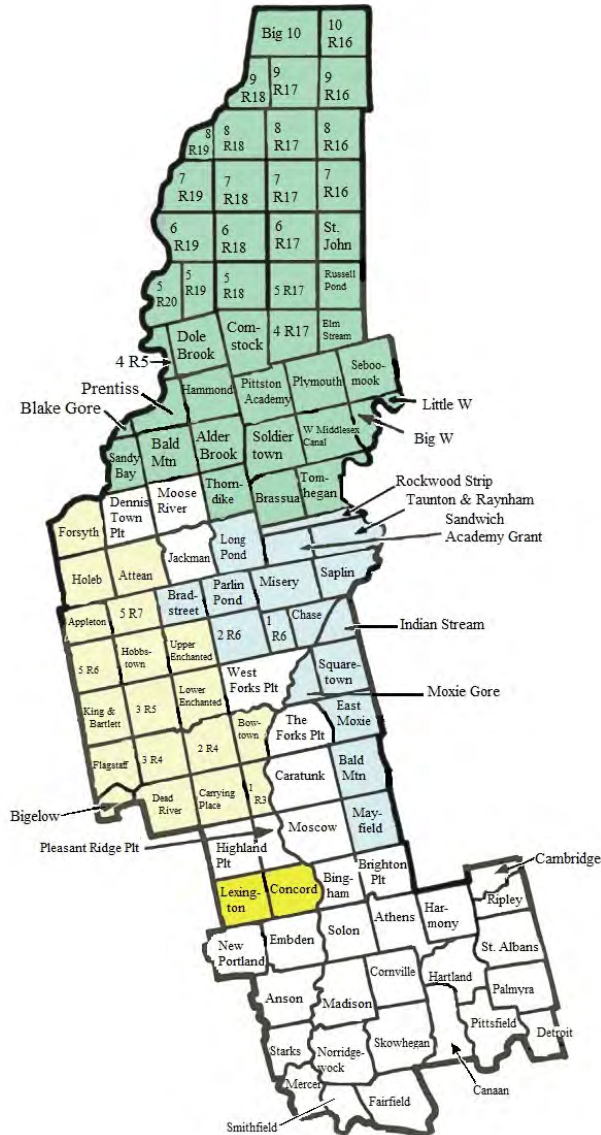 Big 10
10
R16
9
R18
9
R17
9
R16
8
R19
8
R18
8
R17
8
R16
7
R19
7
R18
7
R17
7
R16
6
R19
6
R18
6
R17
St.
John
5
R20
5
R19
5
R18
5 R17
Russell
Pond
4 R5
Dole
Brook
Com-
stock
4 R17
Elm
Stream
Prentiss
Hammond
Pittston
Academy
Plymouth
Seboo-
mook
Little W
Blake Gore
Big W
Sandy
Bay
Bald
Mtn
Alder
Brook
Soldier
town
W Middlesex
Canal
Thorn-
dike
Brassua
Tom-
hegan
Rockwood Strip
Taunton & Raynham
Sandwich
Academy Grant
Forsyth
Dennis
Town
Plt
Moose
River
Long
Pond
Holeb
Attean
Jackman
Brad-
street
Parlin
Pond
Misery
Saplin
Appleton
5 R7
Upper
Enchanted
2 R6
1
R6
Chase
Indian Stream
5 R6
Hobbs-
town
West
Forks Plt
Square-
town
Moxie Gore
King &
Bartlett
3 R5
Lower
Enchanted
Bow-
town
The
Forks Plt
East
Moxie
Flagstaff
3 R4
2 R4
Caratunk
Bald
Mtn
Bigelow
Dead
River
Carrying
Place
1
R3
Moscow
May-
field
Pleasant Ridge Plt
Highland
Plt
Lexing-
ton
Concord
Bing-
ham
Brighton
Plt
Cambridge
Ripley
New
Portland
Embden
Solon
Athens
Har-
mony
St. Albans
Anson
Madison
Cornville
Hartland
Palmyra
Starks
Norridge-
wock
Skowhegan
Pittsfield
Detroit
Mercer
Canaan
Smithfield
Fairfield